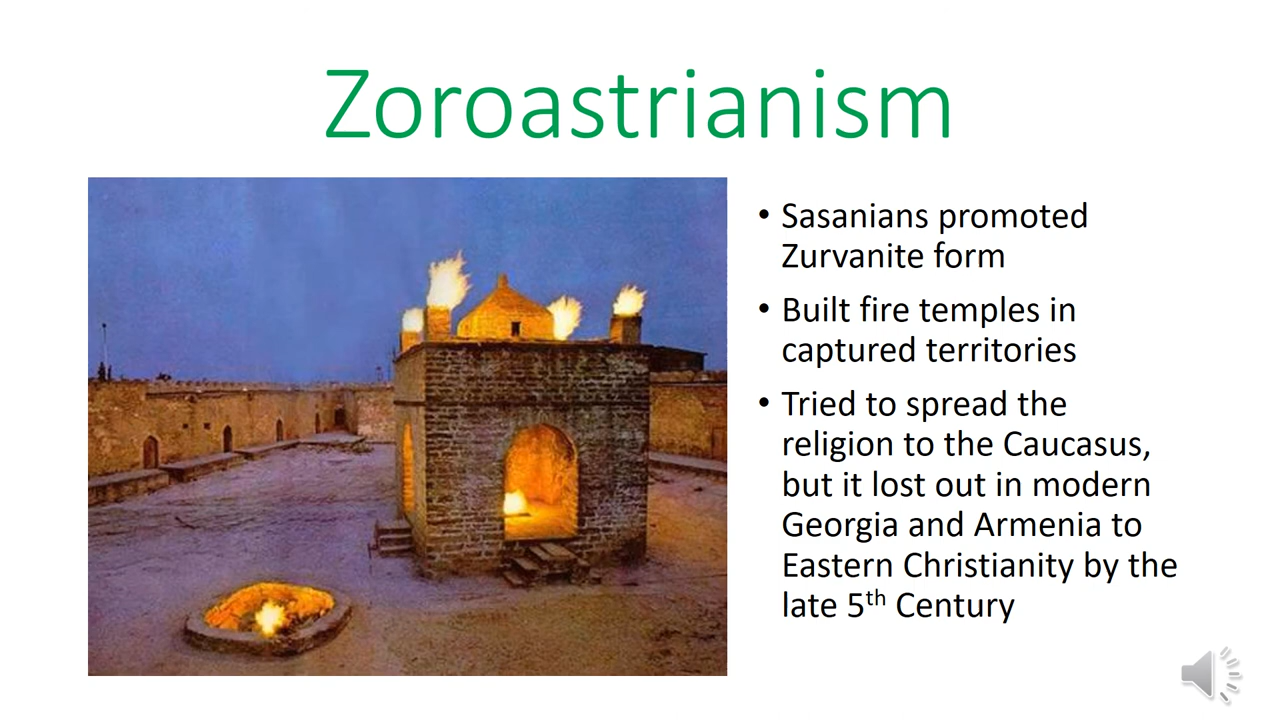 Zoroastrianism
• Sasanians promoted
Zurvanite form
• Built fire temples in
captured territories
• Tried to spread the
religion to the Caucasus,
but it lost out in modern
Georgia and Armenia to
Eastern Christianity by the
late 5th Century